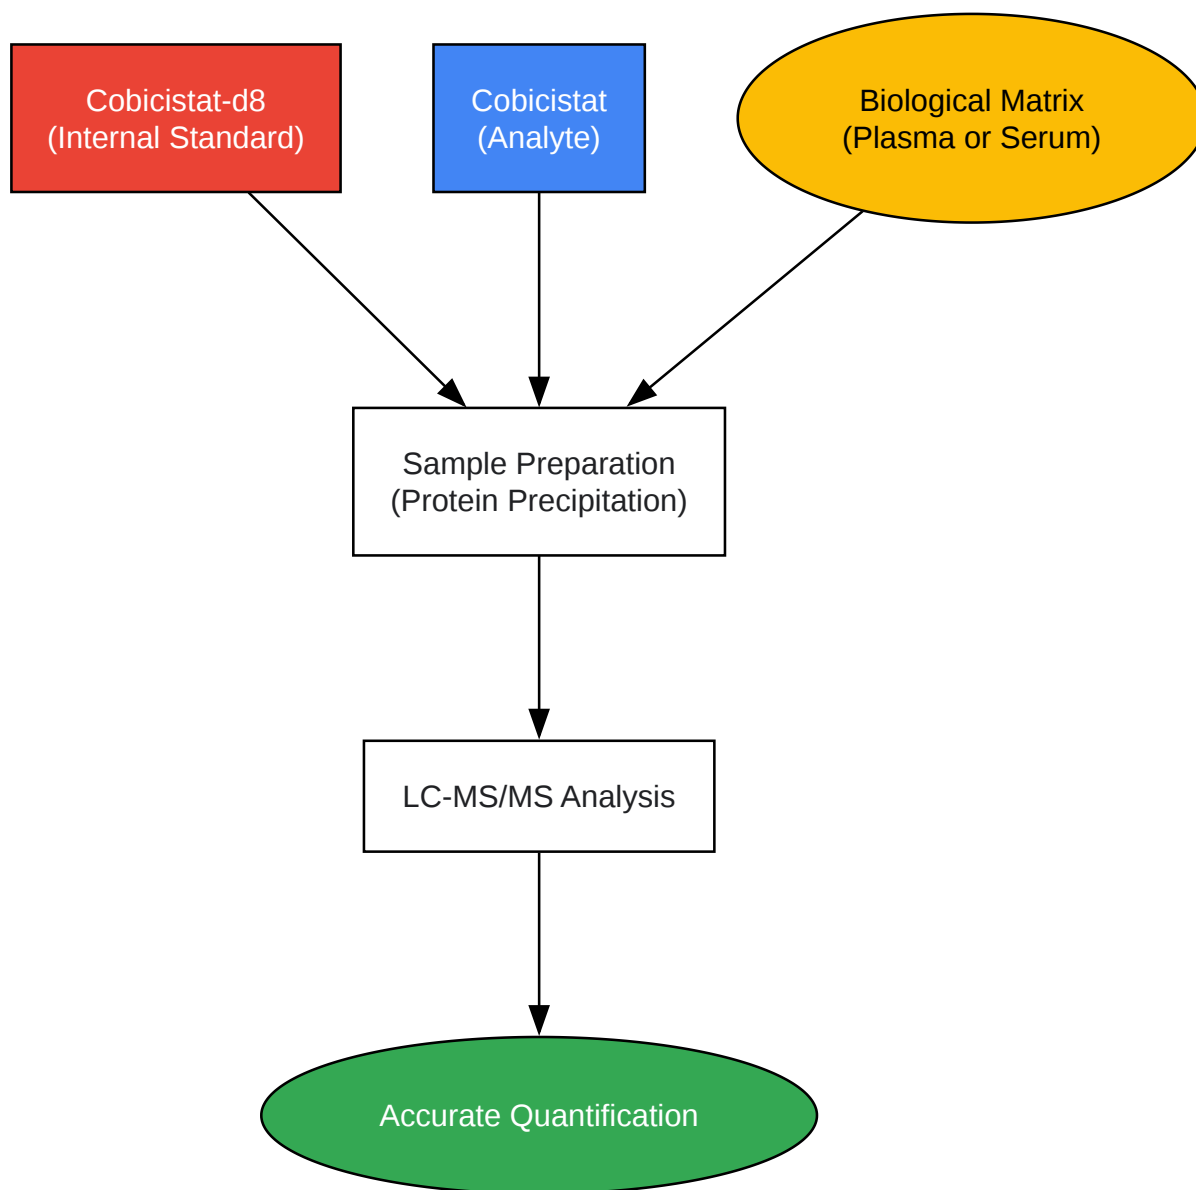 Cobicistat-d8
(Internal Standard)
Cobicistat
(Analyte)
Biological Matrix
(Plasma or Serum)
Sample Preparation
(Protein Precipitation)
LC-MS/MS Analysis
Accurate Quantification